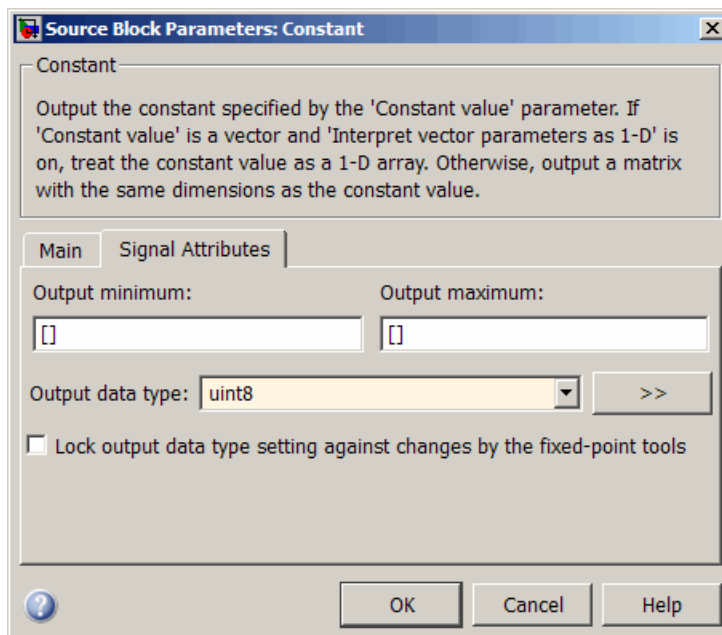 Source Block Parameters: Constant
Constant
Output the constant specified by the 'Constant value' parameter. If
'Constant value' is a vector and 'Interpret vector parameters as 1-D' is
on, treat the constant value as a 1-D array. Otherwise, output a matrix
with the same dimensions as the constant value.
Main Signal Attributes
Output minimum: Output maximum:
[] []
Output data type: uint8 >>
Lock output data type setting against changes by the fixed-point tools
OK Cancel Help